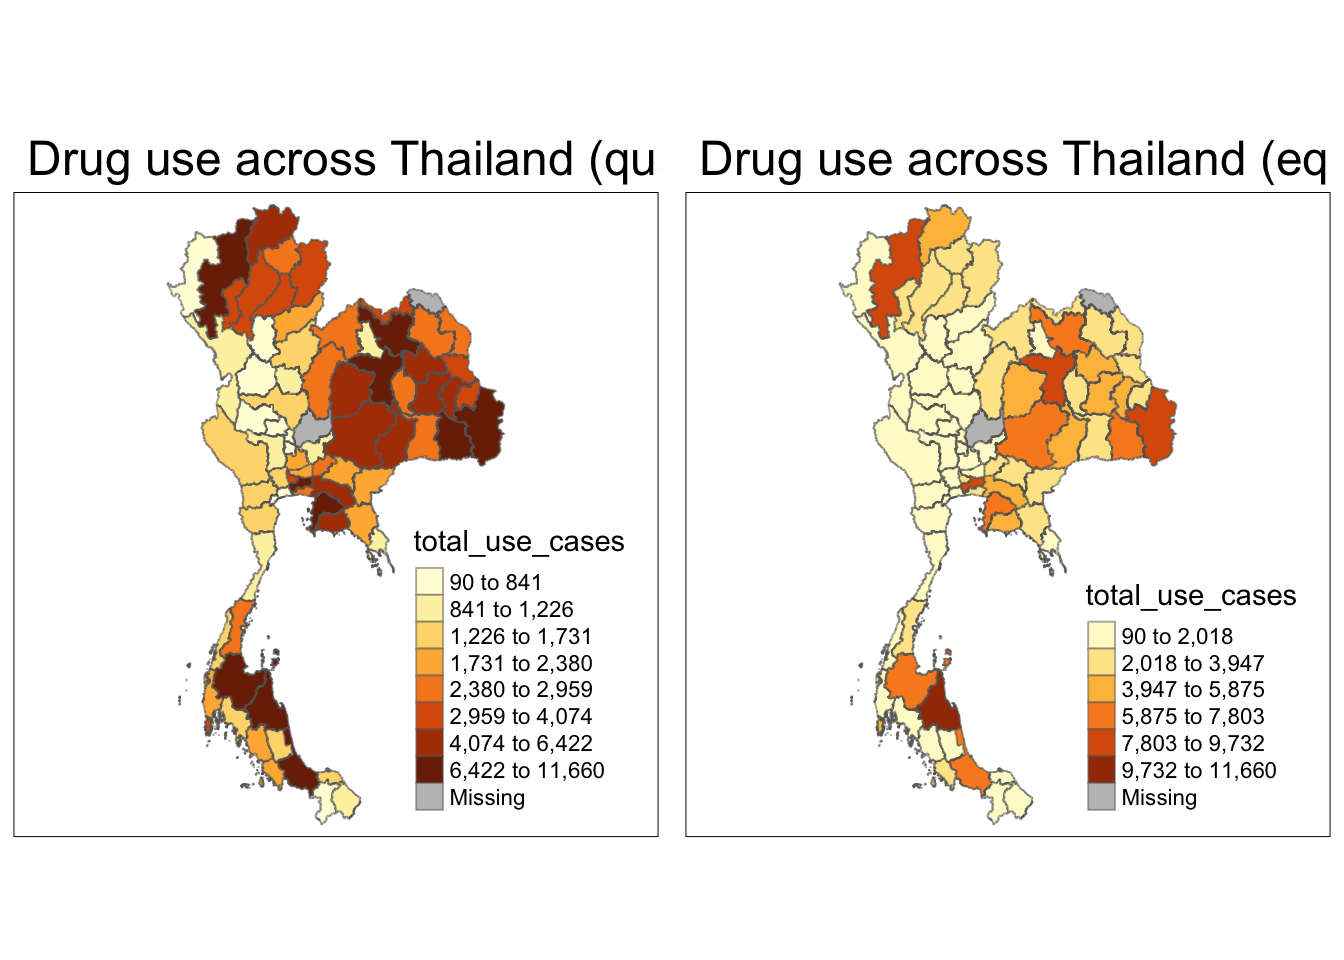 Drug use across Thailand (qu
total_use_cases
90 to 841
841 to 1,226
1,226 to 1,731
1,731 to 2,380
2,380 to 2,959
2,959 to 4,074
4,074 to 6,422
6,422 to 11,660
Missing
Drug use across Thailand (eq
total_use_cases
90 to 2,018
2,018 to 3,947
3,947 to 5,875
5,875 to 7,803
7,803 to 9,732
9,732 to 11,660
Missing